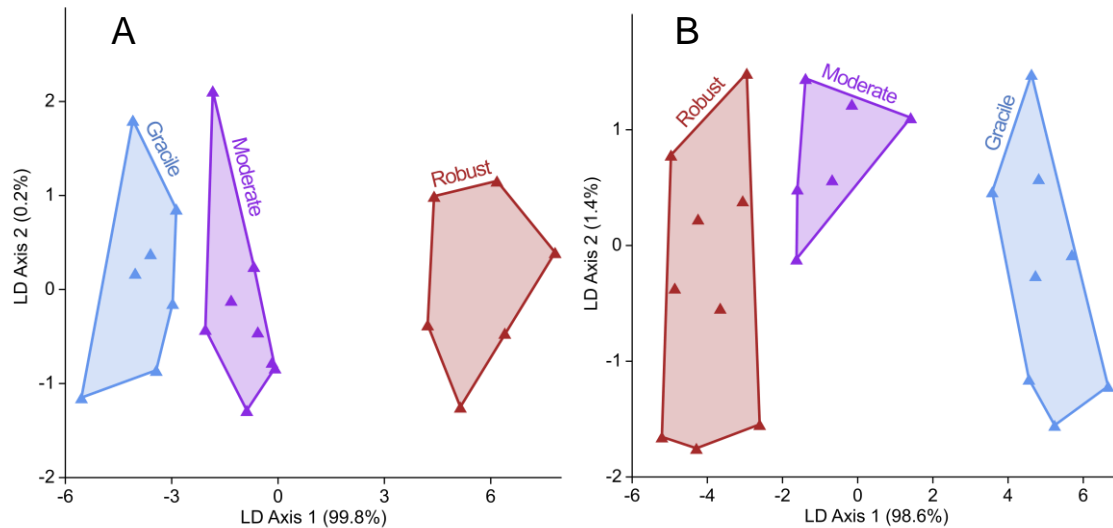 A
Gracile
Moderate
Robust
2
1
0
-1
-2
-6
-3
0
3
6
LD Axis 2 (0.2%)
LD Axis 1 (99.8%)
B
Robust
Moderate
Gracile
1
0
-1
-2
-6
-4
-2
0
2
4
6
LD Axis 2 (1.4%)
LD Axis 1 (98.6%)